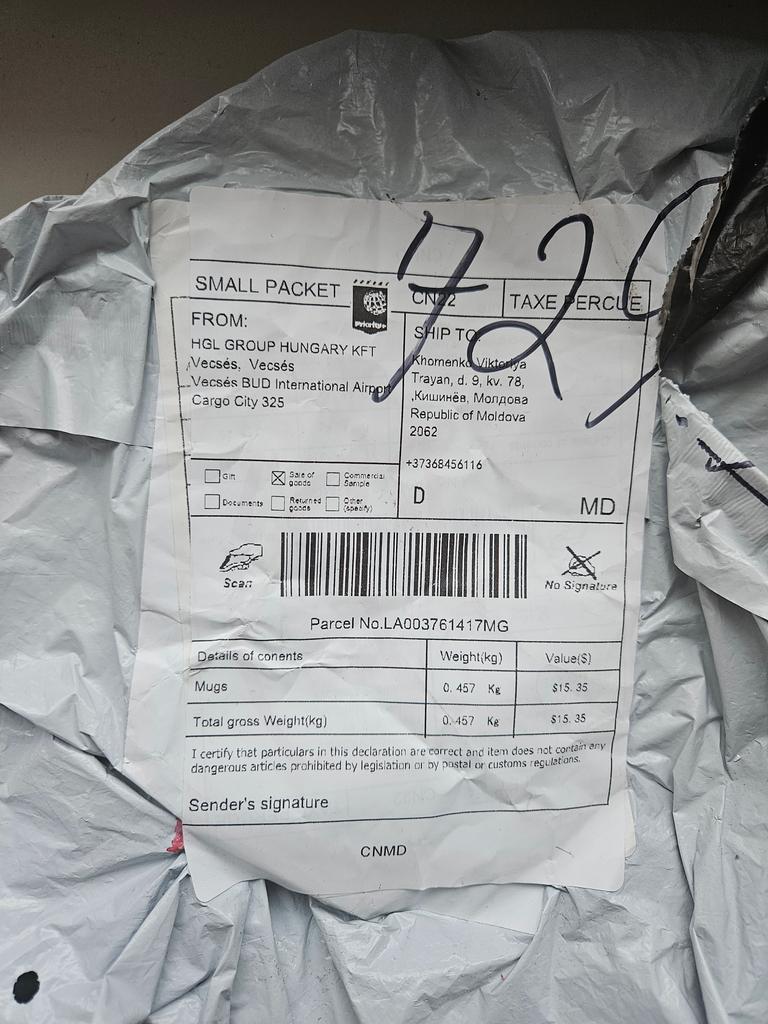 729
SMALL PACKET
Priority+
CN22
TAXE PERCUE
FROM:
HGL GROUP HUNGARY KFT
Vecsés, Vecsés
Vecsés BUD International Airport
Cargo City 325
SHIP TO:
Khomenko Viktoriya
Trayan, d. 9, kv. 78,
,Кишинёв, Молдова
Republic of Moldova
2062
+37368456116
Gift
Sale of goods
Commercial Sample
Documents
Returned goods
Other (specify)
D
MD
Scan
No Signature
Parcel No.LA003761417MG
Details of conents Weight(kg) Value($)
Mugs 0. 457 Kg $15. 35
Total gross Weight(kg) 0. 457 Kg $15. 35
I certify that particulars in this declaration are correct and item does not contain any
dangerous articles prohibited by legislation or by postal or customs regulations.
Sender's signature
CNMD